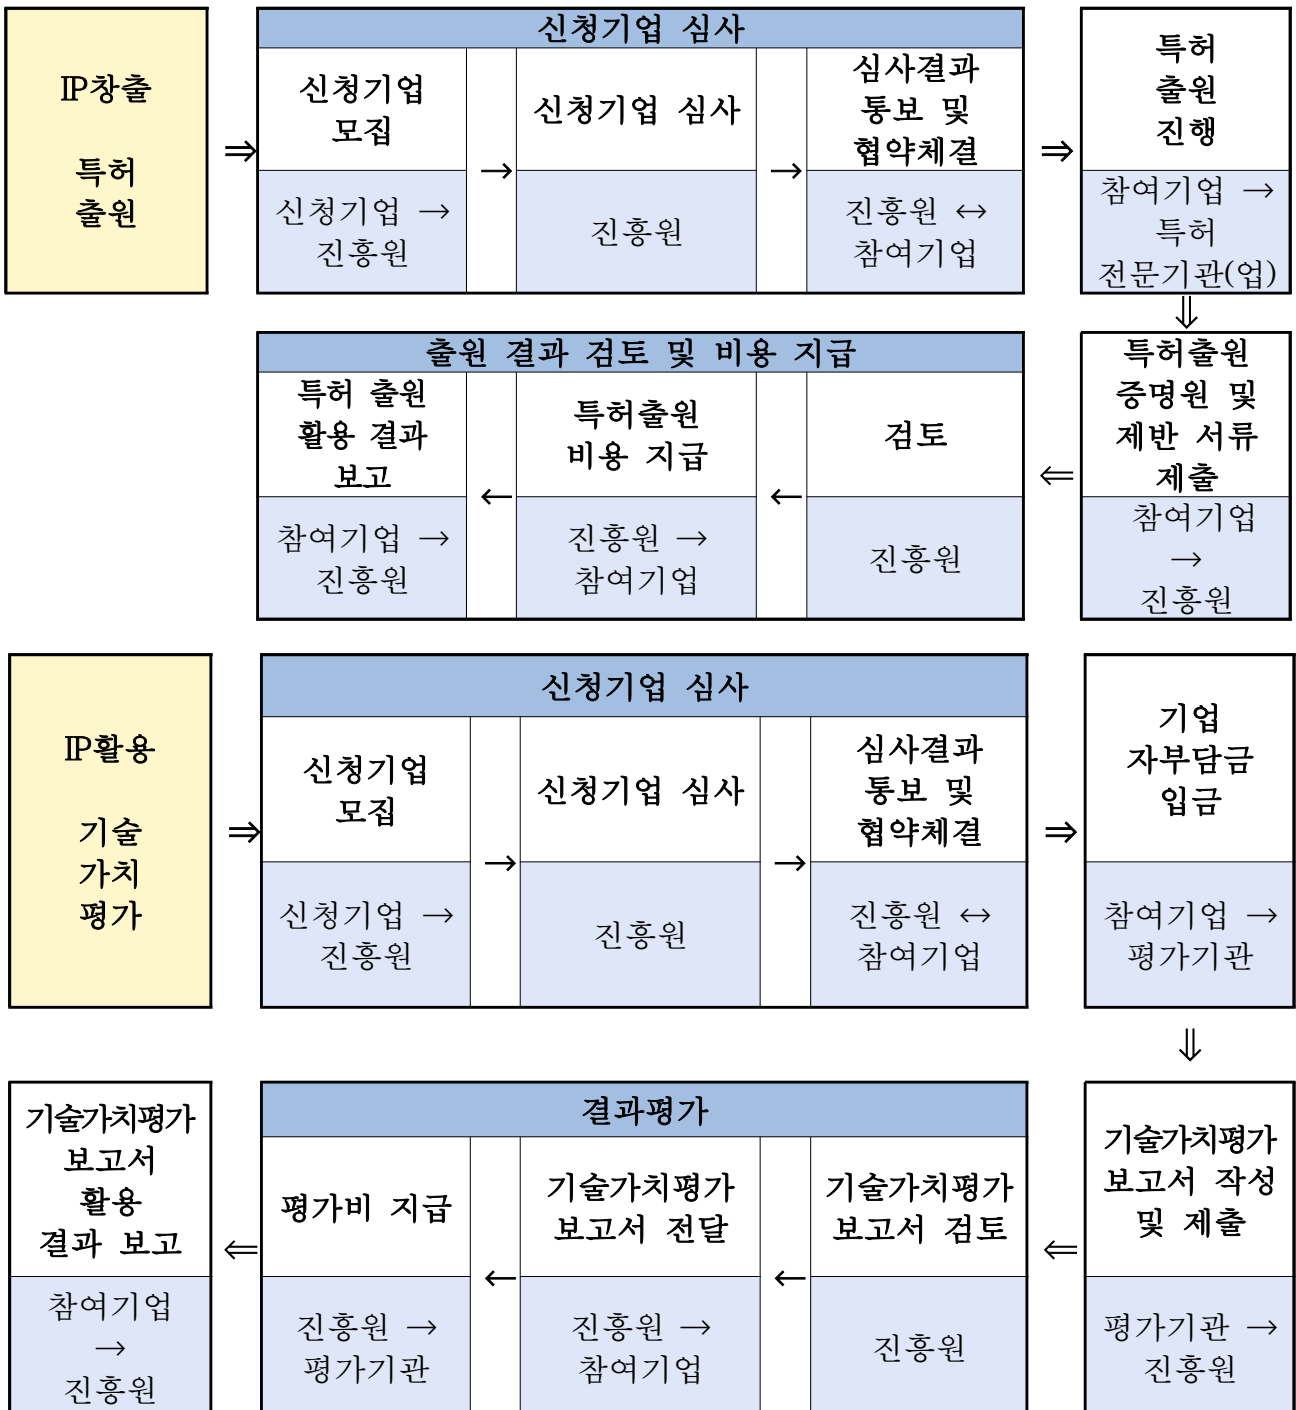 IP창출
특허
출원
⇒
신청기업 심사
신청기업
모집
신청기업 →
진흥원
→
신청기업 심사
진흥원
→
심사결과
통보 및
협약체결
진흥원 ↔
참여기업
⇒
특허
출원
진행
참여기업 →
특허
전문기관(업)
⇓
특허출원
증명원 및
제반 서류
제출
참여기업
→
진흥원
⇐
출원 결과 검토 및 비용 지급
검토
진흥원
←
특허출원
비용 지급
진흥원 →
참여기업
←
특허 출원
활용 결과
보고
참여기업 →
진흥원
IP활용
기술
가치
평가
⇒
신청기업 심사
신청기업
모집
신청기업 →
진흥원
→
신청기업 심사
진흥원
→
심사결과
통보 및
협약체결
진흥원 ↔
참여기업
⇒
기업
자부담금
입금
참여기업 →
평가기관
⇓
기술가치평가
보고서 작성
및 제출
평가기관 →
진흥원
⇐
결과평가
기술가치평가
보고서 검토
진흥원
←
기술가치평가
보고서 전달
진흥원 →
참여기업
←
평가비 지급
진흥원 →
평가기관
⇐
기술가치평가
보고서
활용
결과 보고
참여기업
→
진흥원